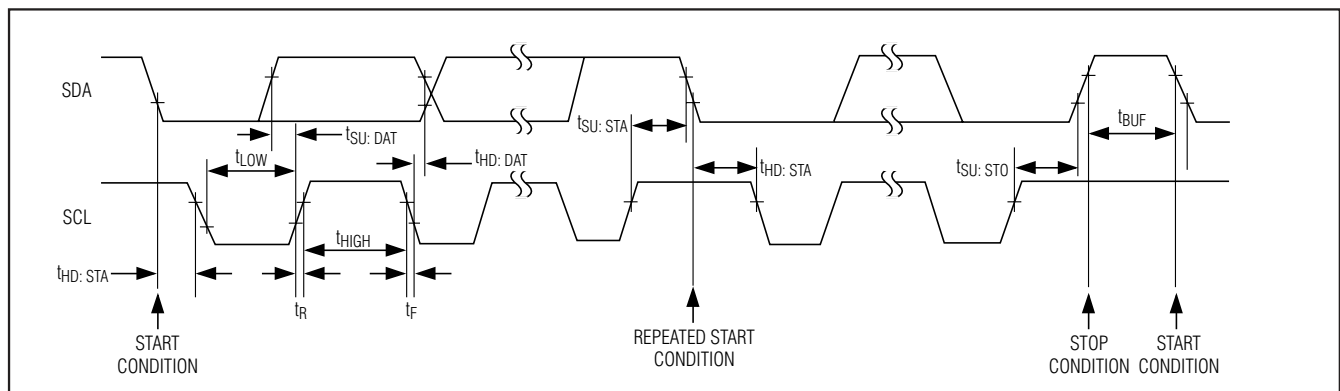 SDA
tSU: DAT
tLOW
tHD: DAT
tSU: STA
tHD: STA
tBUF
tSU: STO
SCL
tHIGH
tHD: STA
tR
tF
START
CONDITION
REPEATED START
CONDITION
STOP
CONDITION
START
CONDITION